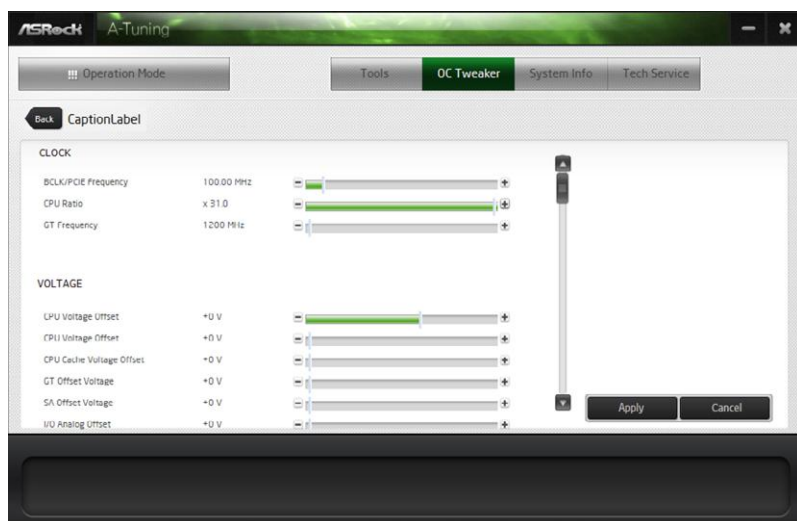 ASRock A-Tuning
Operation Mode Tools OC Tweaker System Info Tech Service
Back CaptionLabel
CLOCK
BCLK/PCIE Frequency 100.00 MHz
CPU Ratio x 31.0
GT Frequency 1200 MHz
VOLTAGE
CPU Voltage Offset +0 V
CPU Voltage Offset +0 V
CPU Cache Voltage Offset +0 V
GT Offset Voltage +0 V
SA Offset Voltage +0 V
I/O Analog Offset +0 V
Apply Cancel